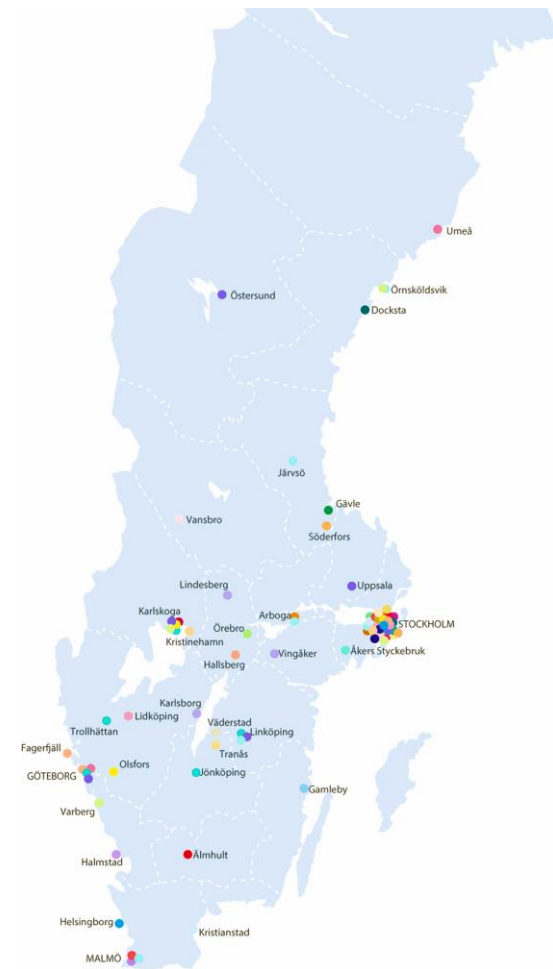 Umeå
Östersund
Örnsköldsvik
Docksta
Järvsö
Gävle
Vansbro
Söderfors
Lindesberg
Uppsala
Karlskoga
Arboga
STOCKHOLM
Örebro
Kristinehamn
Åkers Styckebruk
Hallsberg
Vingåker
Karlsborg
Lidköping
Väderstad
Trollhättan
Linköping
Fagerfjäll
Tranås
Olsfors
Jönköping
GÖTEBORG
Gamleby
Varberg
Halmstad
Älmhult
Helsingborg
Kristianstad
MALMÖ